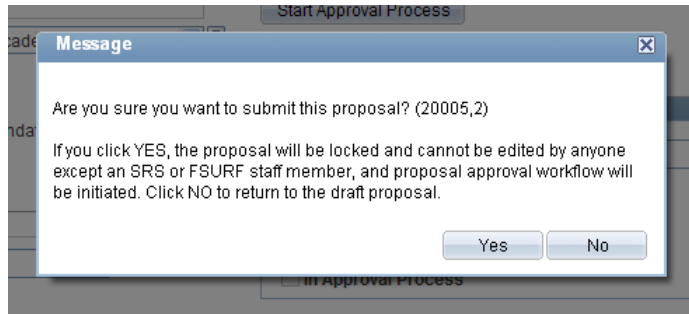 Start Approval Process
Message
Are you sure you want to submit this proposal? (20005,2)
If you click YES, the proposal will be locked and cannot be edited by anyone
except an SRS or FSURF staff member, and proposal approval workflow will
be initiated. Click NO to return to the draft proposal.
Yes No
In Approval Process